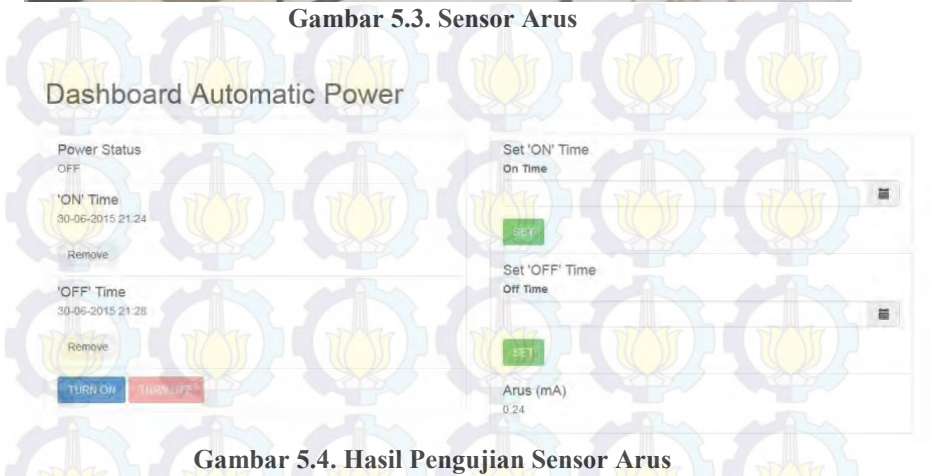 Gambar 5.3. Sensor Arus
Dashboard Automatic Power
Power Status
OFF
'ON' Time
30-06-2015 21:24
Remove
'OFF' Time
30-06-2015 21:28
Remove
TURN ON TURN OFF
Set 'ON' Time
On Time
SET
Set 'OFF' Time
Off Time
SET
Arus (mA)
0.24
Gambar 5.4. Hasil Pengujian Sensor Arus